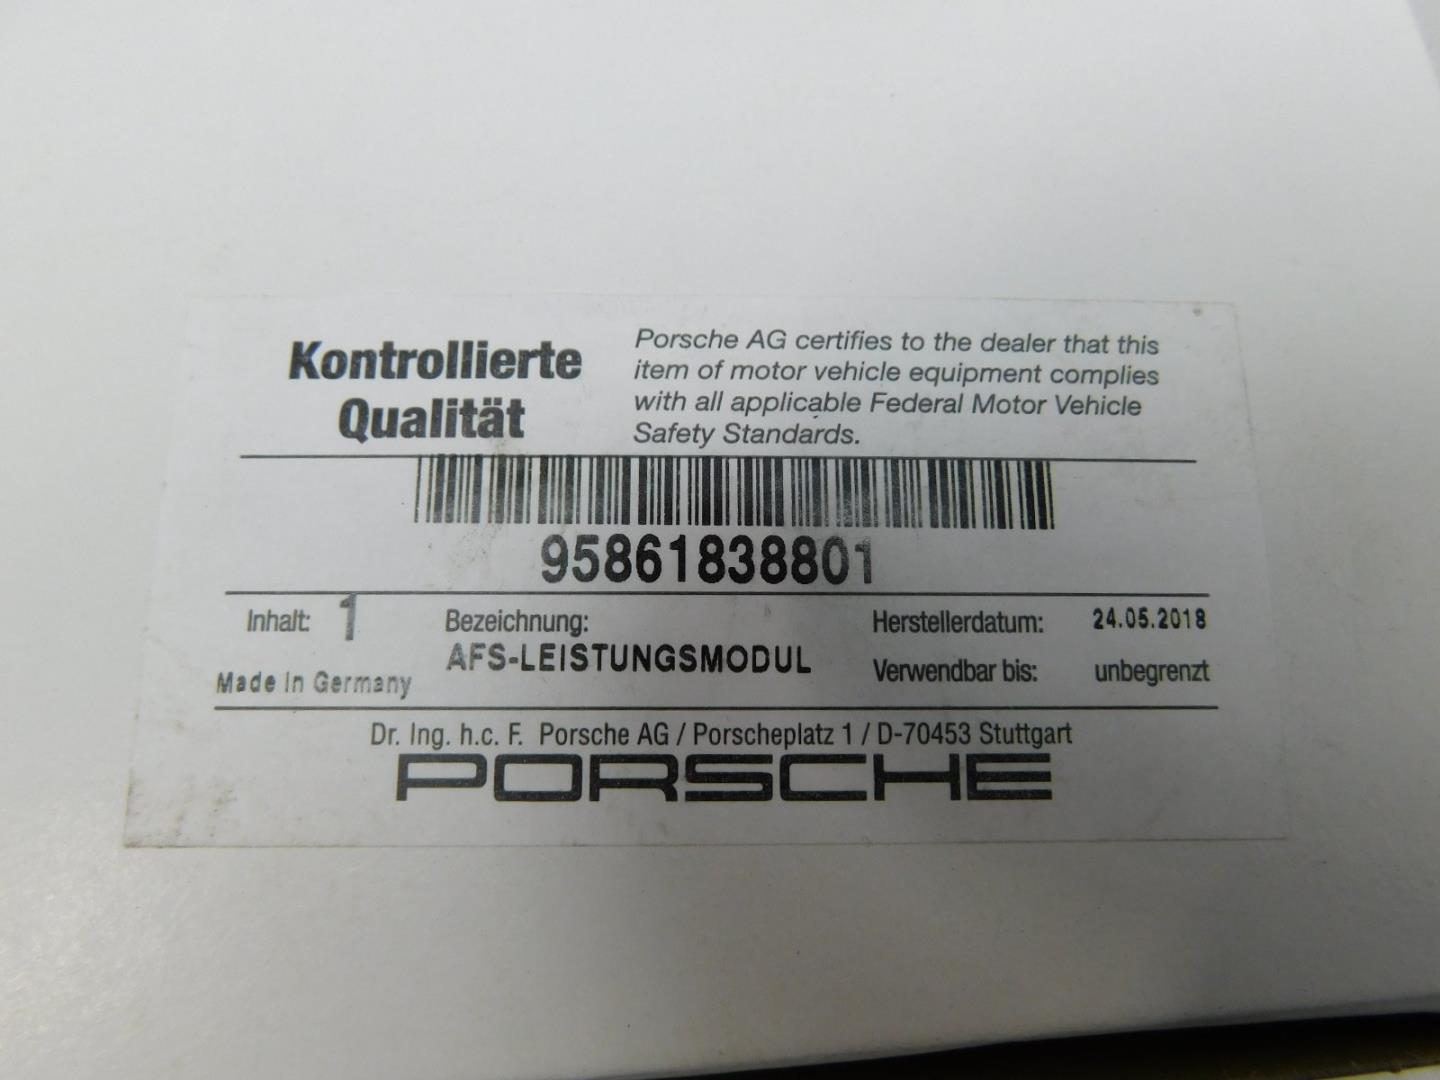 Kontrollierte
Qualität
Porsche AG certifies to the dealer that this
item of motor vehicle equipment complies
with all applicable Federal Motor Vehicle
Safety Standards.
95861838801
Inhalt: 1
Made in Germany
Bezeichnung:
AFS-LEISTUNGSMODUL
Herstellerdatum: 24.05.2018
Verwendbar bis: unbegrenzt
Dr. Ing. h.c. F. Porsche AG / Porscheplatz 1 / D-70453 Stuttgart
PORSCHE